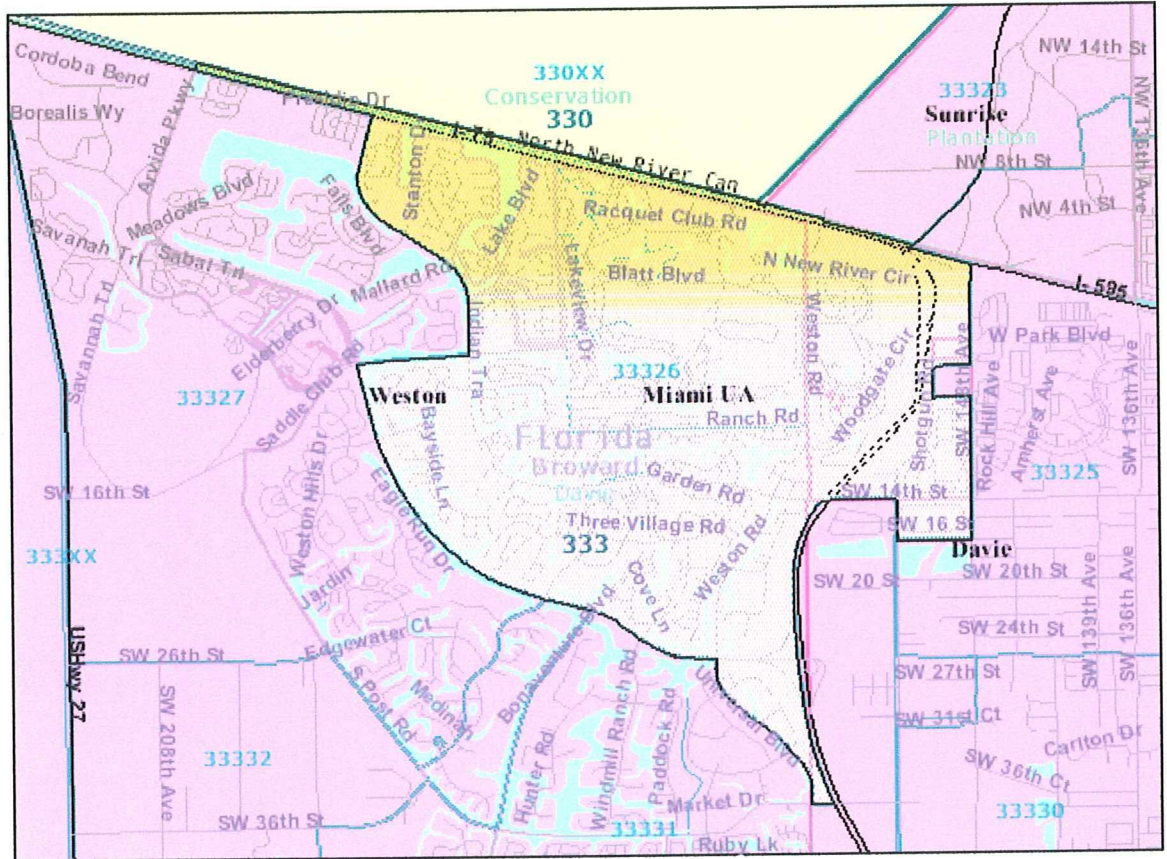 Cordoba Bend
Borealis Wy
Arvida Pkwy
330XX
Conservation
330
I-75
North New River Can
NW 14th St
33323
Sunrise
Plantation
NW 8th St
NW 4th St
NW 136th Ave
Stanton Dr
Lake Blvd
Racquet Club Rd
Meadows Blvd
Falls Blvd
Savanah Trl
Sabal Trl
Mallard Rd
Lakeview Dr
Blatt Blvd
N New River Cir
I-595
Savannah Trl
Elderberry Dr
Indian Tra
Weston Rd
Woodgate Cir
W Park Blvd
33327
Saddle Club Rd
Weston
33326
Miami UA
Ranch Rd
Shotgun Rd
SW 148th Ave
Rock Hill Ave
Amherst Ave
SW 136th Ave
33325
Bayside Ln
Florida
Broward
Davie
Garden Rd
SW 16th St
Weston Hills Dr
Eagle Run Dr
SW 14th St
Three Village Rd
SW 16 St
333XX
333
Weston Rd
Davie
Jardin
Cove Ln
SW 20 St
SW 20th St
Edgewater Ct
SW 24th St
SW 139th Ave
SW 136th Ave
USHwy 27
SW 26th St
S Post Rd
Medinah
Bonaventure Blvd
Universal Blvd
SW 27th St
SW 208th Ave
SW 31st Ct
Hunter Rd
Windmill Ranch Rd
Paddock Rd
Carlton Dr
33332
SW 36th Ct
Market Dr
SW 36th St
33331
33330
Ruby Lk